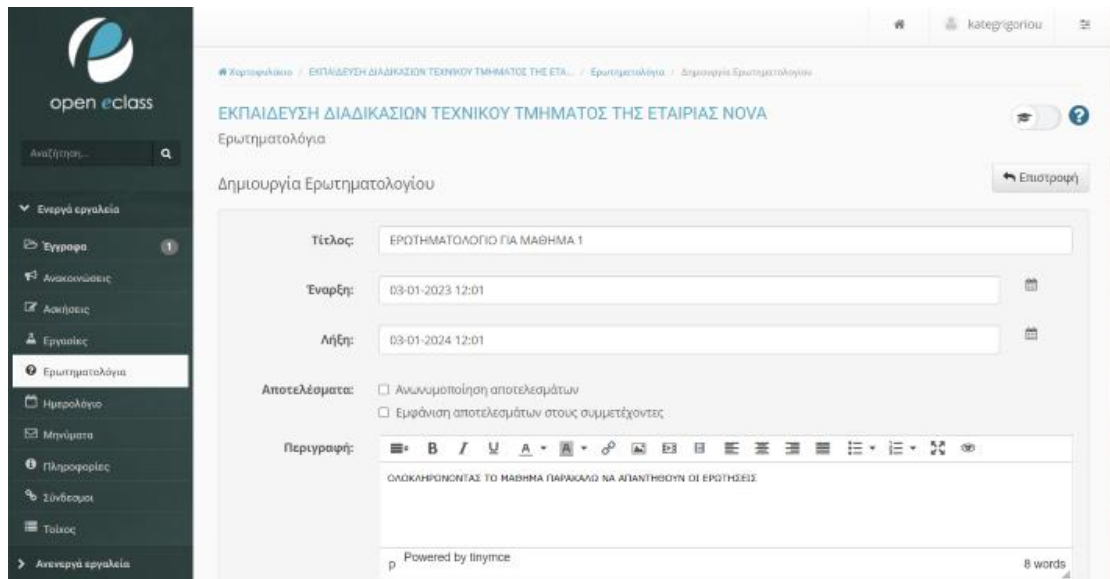 kategrigoriou
Χαρτοφυλάκιο / ΕΚΠΑΙΔΕΥΣΗ ΔΙΑΔΙΚΑΣΙΩΝ ΤΕΧΝΙΚΟΥ ΤΜΗΜΑΤΟΣ ΤΗΣ ΕΤΑ... / Ερωτηματολόγια / Δημιουργία Ερωτηματολογίου
open eclass
ΕΚΠΑΙΔΕΥΣΗ ΔΙΑΔΙΚΑΣΙΩΝ ΤΕΧΝΙΚΟΥ ΤΜΗΜΑΤΟΣ ΤΗΣ ΕΤΑΙΡΙΑΣ NOVA
Ερωτηματολόγια
Αναζήτηση...
Δημιουργία Ερωτηματολογίου
Επιστροφή
Ενεργά εργαλεία
Έγγραφα 1
Ανακοινώσεις
Ασκήσεις
Εργασίες
Ερωτηματολόγια
Ημερολόγιο
Μηνύματα
Πληροφορίες
Σύνδεσμοι
Τοίχος
Ανενεργά εργαλεία
Τίτλος: ΕΡΩΤΗΜΑΤΟΛΟΓΙΟ ΓΙΑ ΜΑΘΗΜΑ 1
Έναρξη: 03-01-2023 12:01
Λήξη: 03-01-2024 12:01
Αποτελέσματα: Ανωνυμοποίηση αποτελεσμάτων
Εμφάνιση αποτελεσμάτων στους συμμετέχοντες
Περιγραφή:
ΟΛΟΚΛΗΡΩΝΟΝΤΑΣ ΤΟ ΜΑΘΗΜΑ ΠΑΡΑΚΑΛΩ ΝΑ ΑΠΑΝΤΗΘΟΥΝ ΟΙ ΕΡΩΤΗΣΕΙΣ
p Powered by tinymce 8 words